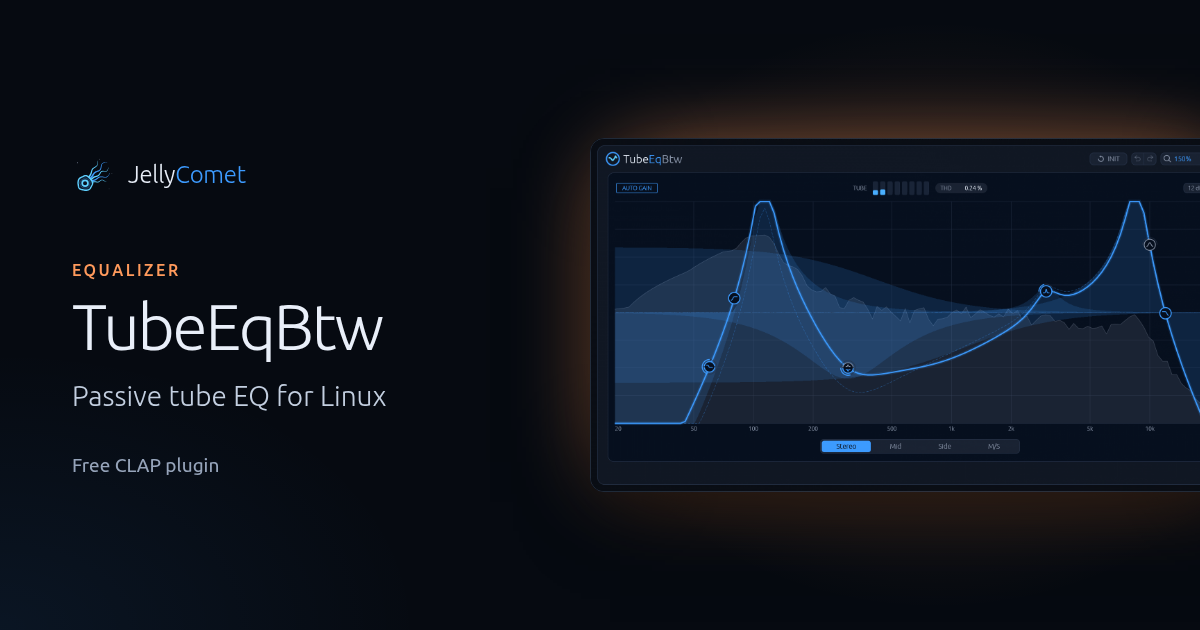 JellyComet
EQUALIZER
TubeEqBtw
Passive tube EQ for Linux
Free CLAP plugin
TubeEqBtw
INIT
150%
AUTO GAIN
TUBE
THD 0.24 %
20 50 100 200 500 1k 2k 5k 10k
Stereo Mid Side M/S